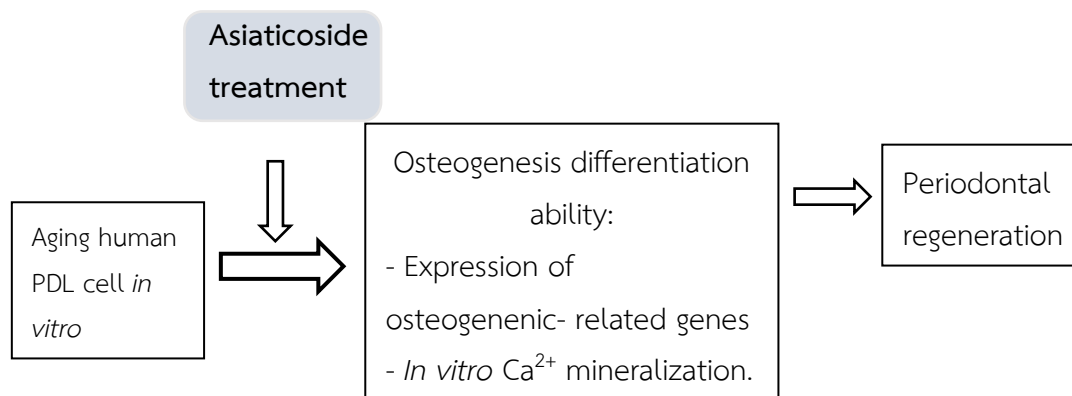 Asiaticoside
treatment
Aging human
PDL cell in
vitro
Osteogenesis differentiation
ability:
- Expression of
osteogenenic- related genes
- In vitro Ca²⁺ mineralization.
Periodontal
regeneration